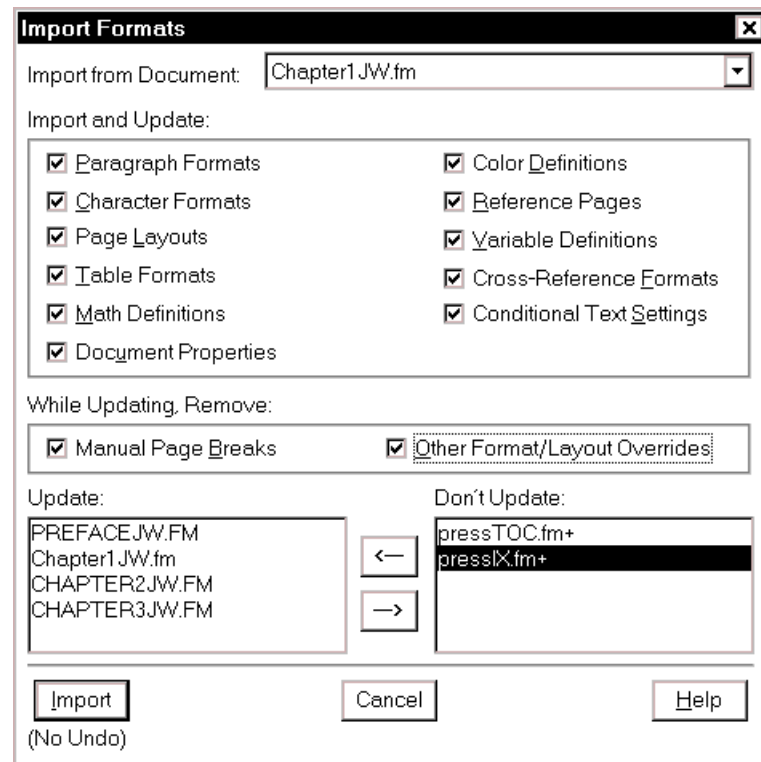 Import Formats
Import from Document: Chapter1JW.fm
Import and Update:
Paragraph Formats Color Definitions
Character Formats Reference Pages
Page Layouts Variable Definitions
Table Formats Cross-Reference Formats
Math Definitions Conditional Text Settings
Document Properties
While Updating, Remove:
Manual Page Breaks Other Format/Layout Overrides
Update: Don't Update:
PREFACEJW.FM pressTOC.fm+
Chapter1JW.fm pressIX.fm+
CHAPTER2JW.FM
CHAPTER3JW.FM
Import Cancel Help
(No Undo)